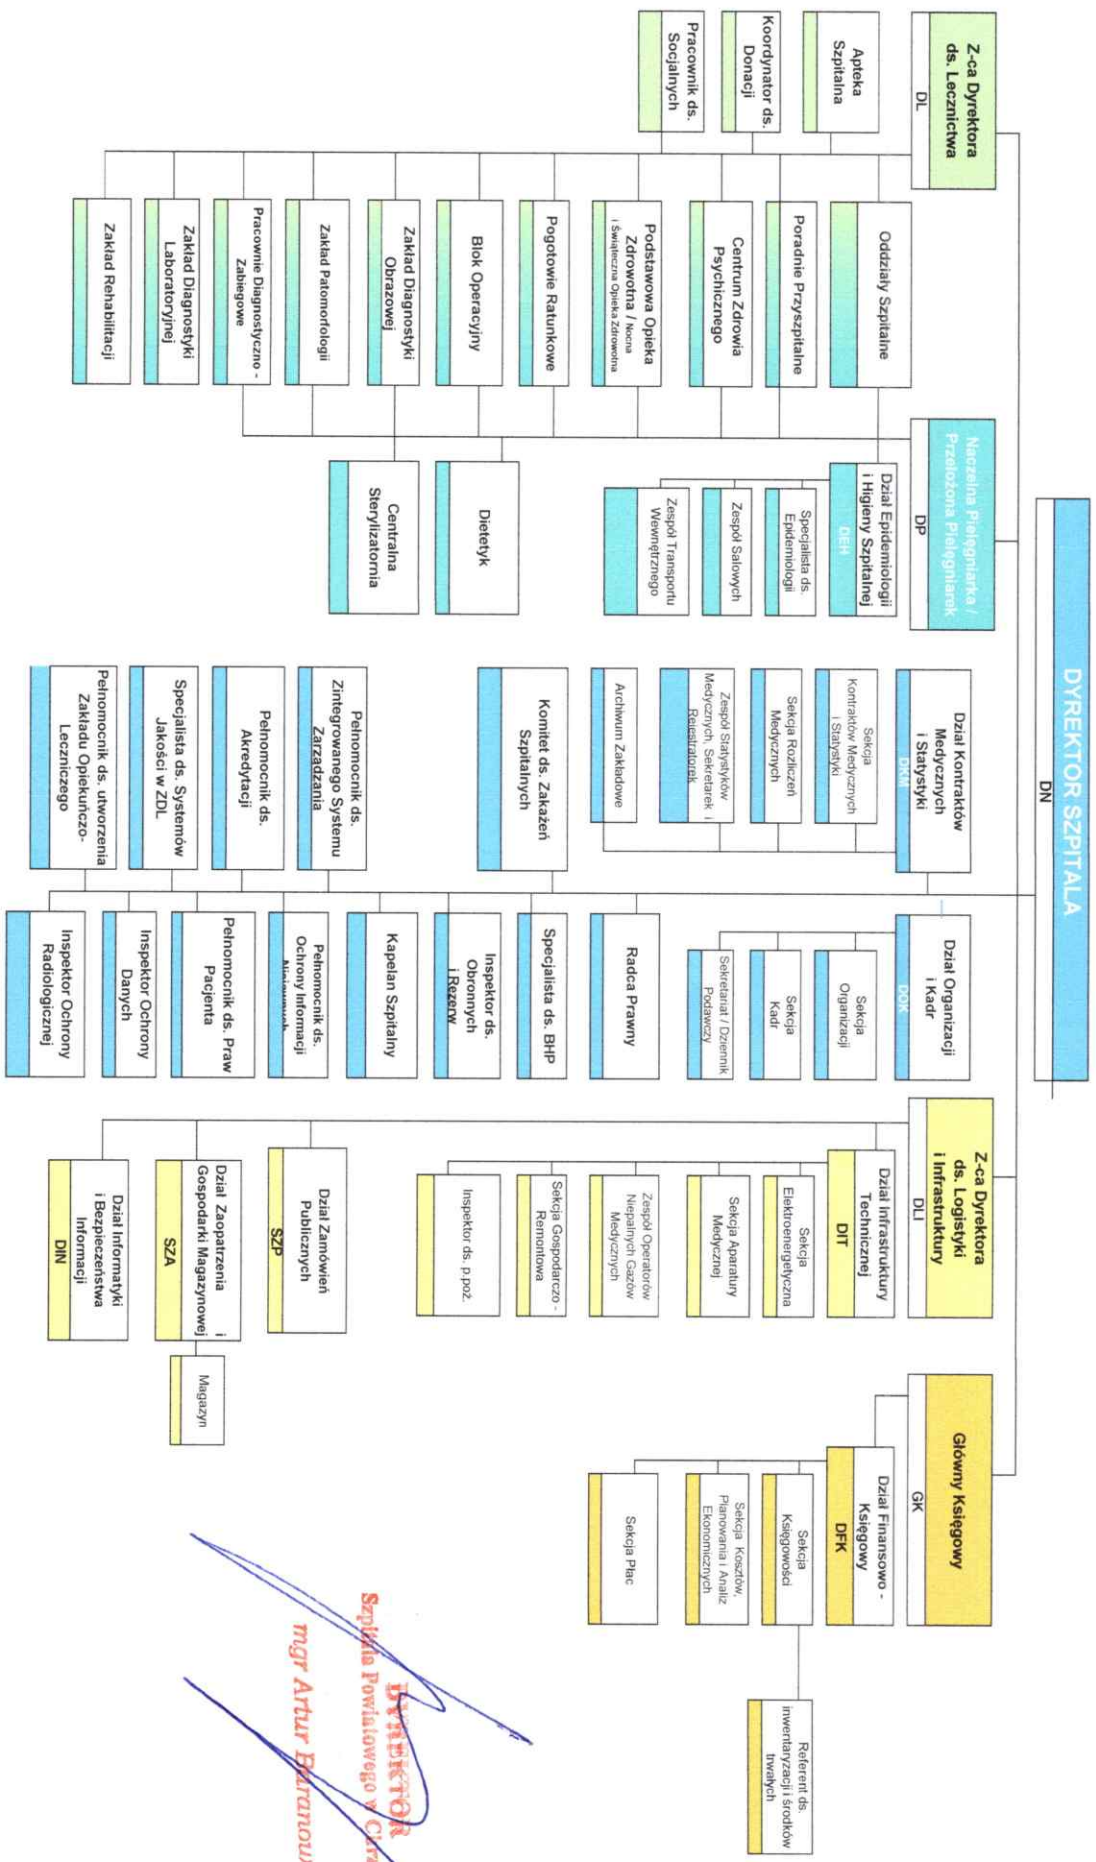 DYREKTOR SZPITALA
DN
Z-ca Dyrektora
ds. Lecznictwa
DL
Apteka
Szpitalna
Koordynator ds.
Donacji
Pracownik ds.
Socjalnych
Oddziały Szpitalne
Poradnie Przyszpitalne
Centrum Zdrowia
Psychicznego
Podstawowa Opieka
Zdrowotna / Nocna
i Świąteczna Opieka Zdrowotna
Pogotowie Ratunkowe
Blok Operacyjny
Zakład Diagnostyki
Obrazowej
Zakład Patomorfologii
Pracownie Diagnostyczno -
Zabiegowe
Zakład Diagnostyki
Laboratoryjnej
Zakład Rehabilitacji
Naczelna Pielęgniarka /
Przełożona Pielęgniarek
DP
Dział Epidemiologii
i Higieny Szpitalnej
DEH
Specjalista ds.
Epidemiologii
Zespół Salowych
Zespół Transportu
Wewnętrznego
Dietetyk
Centralna
Sterylizatornia
Dział Kontraktów
Medycznych
i Statystyki
DKM
Sekcja
Kontraktów Medycznych
i Statystyki
Sekcja Rozliczeń
Medycznych
Zespół Statystyków
Medycznych, Sekretarek i
Rejestratorek
Archiwum Zakładowe
Komitet ds. Zakażeń
Szpitalnych
Pełnomocnik ds.
Zintegrowanego Systemu
Zarządzania
Pełnomocnik ds.
Akredytacji
Specjalista ds. Systemów
Jakości w ZDL
Pełnomocnik ds. utworzenia
Zakładu Opiekuńczo-
Leczniczego
Dział Organizacji
i Kadr
DOK
Sekcja
Organizacji
Sekcja
Kadr
Sekretariat / Dziennik
Podawczy
Radca Prawny
Specjalista ds. BHP
Inspektor ds.
Obronnych
i Rezerw
Kapelan Szpitalny
Pełnomocnik ds.
Ochrony Informacji
Niejawnych
Pełnomocnik ds. Praw
Pacjenta
Inspektor Ochrony
Danych
Inspektor Ochrony
Radiologicznej
Z-ca Dyrektora
ds. Logistyki
i Infrastruktury
DLI
Dział Infrastruktury
Technicznej
DIT
Sekcja
Elektroenergetyczna
Sekcja Aparatury
Medycznej
Zespół Operatorów
Niepalnych Gazów
Medycznych
Sekcja Gospodarczo -
Remontowa
Inspektor ds. p.poż.
Dział Zamówień
Publicznych
SZP
Dział Zaopatrzenia i
Gospodarki Magazynowej
SZA
Magazyn
Dział Informatyki
i Bezpieczeństwa
Informacji
DIN
Główny Księgowy
GK
Dział Finansowo -
Księgowy
DFK
Sekcja
Księgowości
Sekcja Kosztów,
Planowania i Analiz
Ekonomicznych
Sekcja Płac
Referent ds.
inwentaryzacji i środków
trwałych
DYREKTOR
Szpitala Powiatowego w
mgr Artur